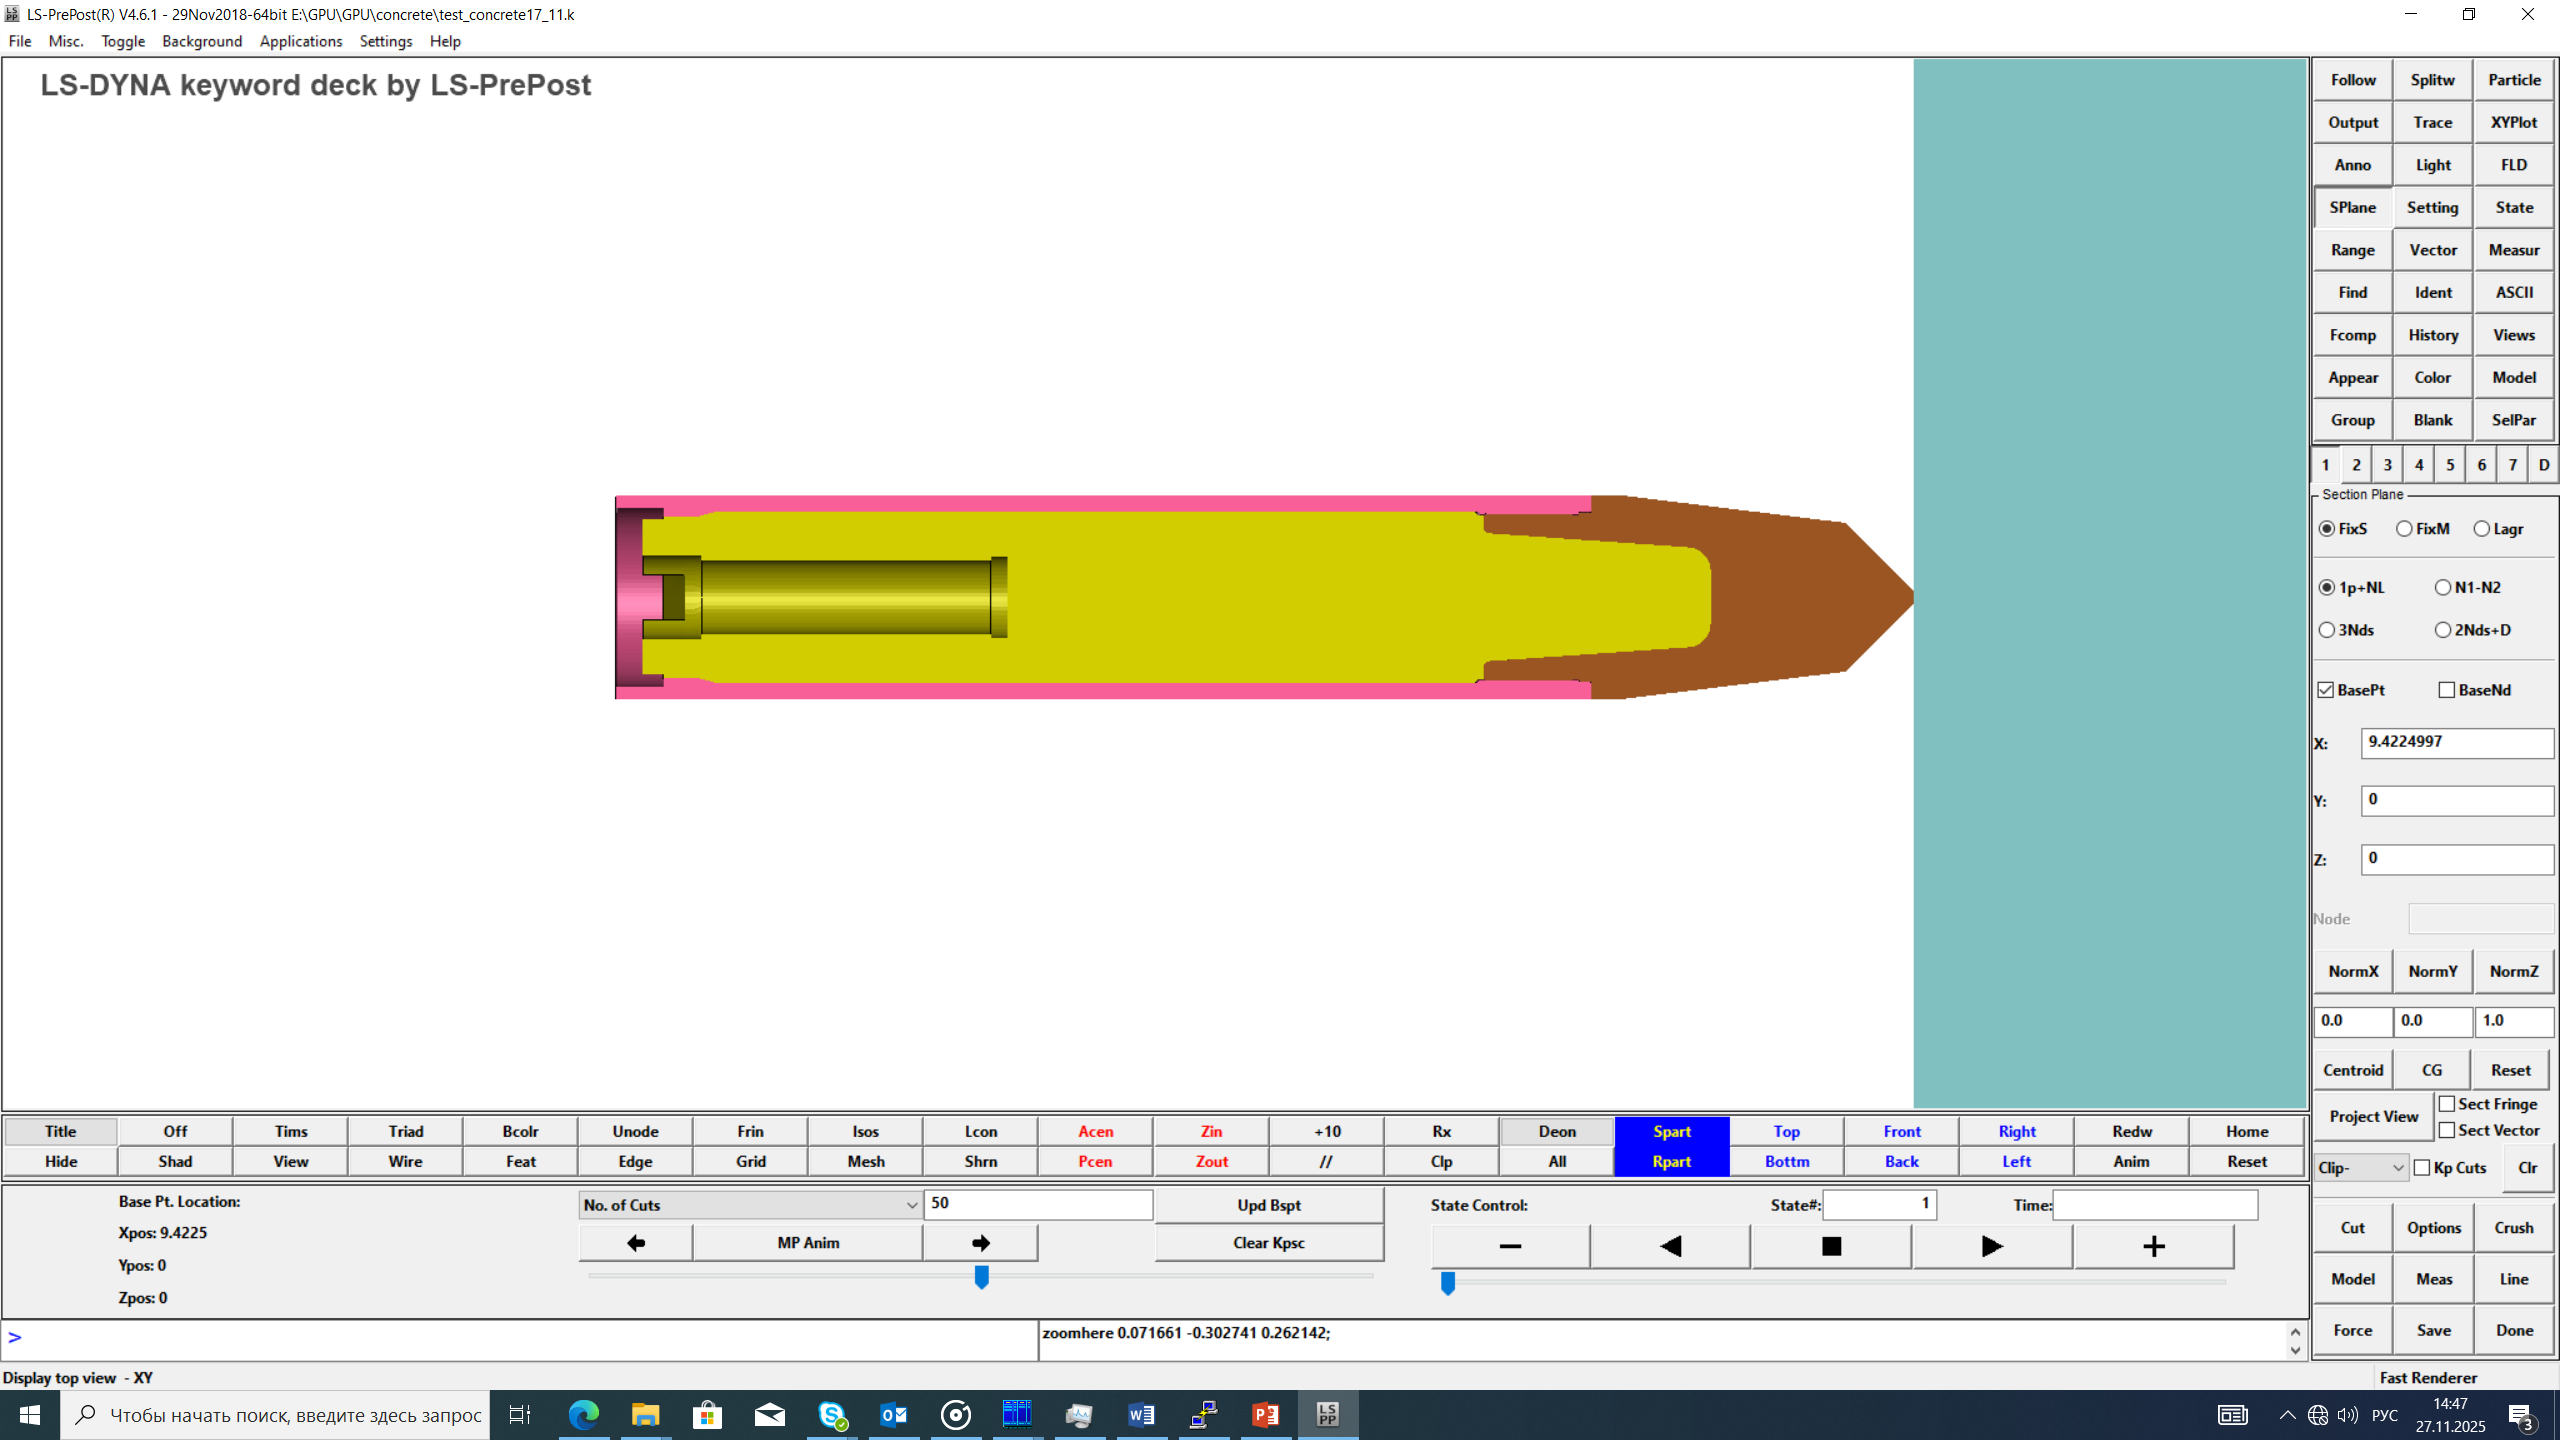 LS-PrePost(R) V4.6.1 - 29Nov2018-64bit E:\GPU\GPU\concrete\test_concrete17_11.k
File Misc. Toggle Background Applications Settings Help
LS-DYNA keyword deck by LS-PrePost
Follow Splitw Particle
Output Trace XYPlot
Anno Light FLD
SPlane Setting State
Range Vector Measur
Find Ident ASCII
Fcomp History Views
Appear Color Model
Group Blank SelPar
1 2 3 4 5 6 7 D
Section Plane
FixS FixM Lagr
1p+NL N1-N2
3Nds 2Nds+D
BasePt BaseNd
X: 9.4224997
Y: 0
Z: 0
Node
NormX NormY NormZ
0.0 0.0 1.0
Centroid CG Reset
Project View Sect Fringe
Sect Vector
Clip- Kp Cuts Clr
Cut Options Crush
Model Meas Line
Force Save Done
Title Off Tims Triad Bcolr Unode Frin Isos Lcon Acen Zin +10 Rx Deon Spart Top Front Right Redw Home
Hide Shad View Wire Feat Edge Grid Mesh Shrn Pcen Zout // Clp All Rpart Bottm Back Left Anim Reset
Base Pt. Location: No. of Cuts 50 Upd Bspt State Control: State#: 1 Time:
Xpos: 9.4225 MP Anim Clear Kpsc
Ypos: 0
Zpos: 0
> zoomhere 0.071661 -0.302741 0.262142;
Display top view - XY Fast Renderer
Чтобы начать поиск, введите здесь запрос
РУС
14:47
27.11.2025
3